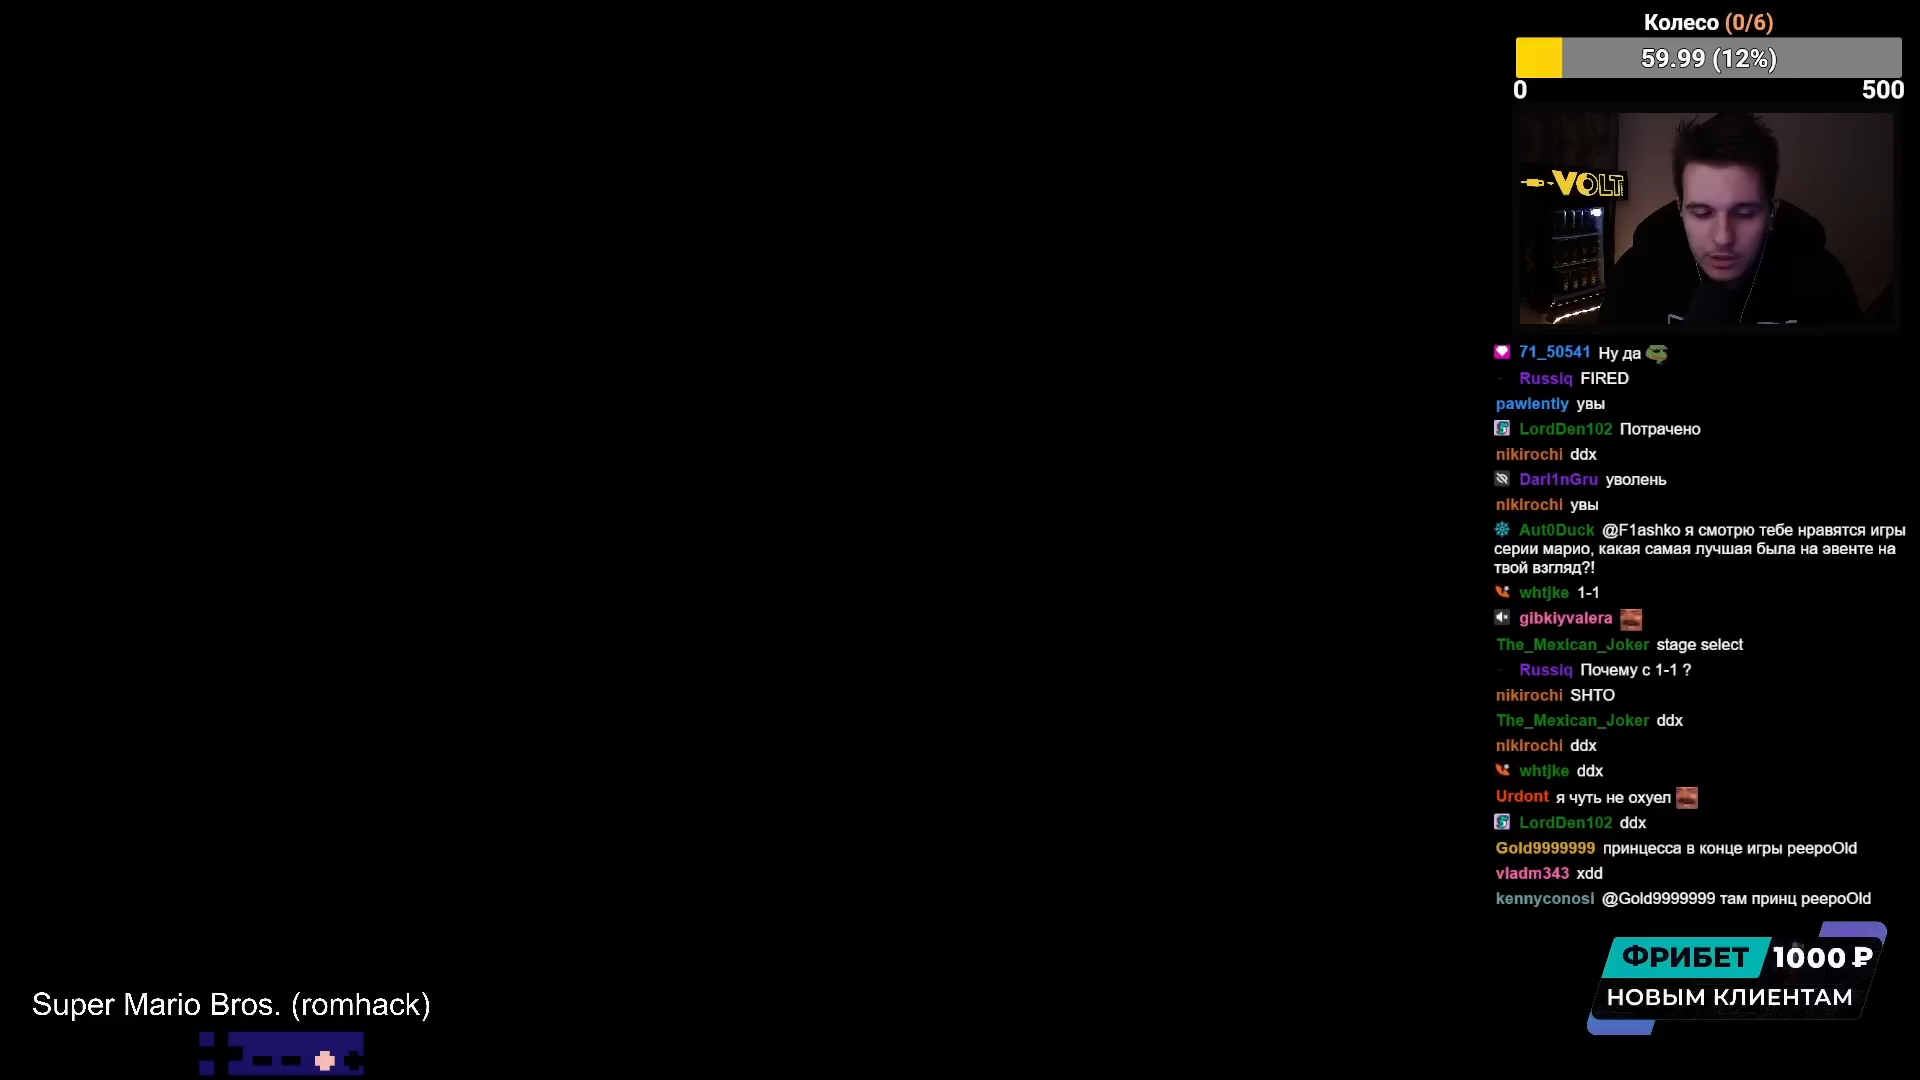 Колесо (0/6)
59.99 (12%)
0 500
VOLT
71_50541 Ну да
Russiq FIRED
pawlently увы
LordDen102 Потрачено
nikirochi ddx
Darl1nGru уволень
nikirochi увы
Aut0Duck @F1ashko я смотрю тебе нравятся игры
серии марио, какая самая лучшая была на эвенте на
твой взгляд?!
whtjke 1-1
gibkiyvalera
The_Mexican_Joker stage select
Russiq Почему с 1-1 ?
nikirochi SHTO
The_Mexican_Joker ddx
nikirochi ddx
whtjke ddx
Urdont я чуть не охуел
LordDen102 ddx
Gold9999999 принцесса в конце игры peepoOld
vladm343 xdd
kennyconosl @Gold9999999 там принц peepoOld
ФРИБЕТ 1000 ₽
НОВЫМ КЛИЕНТАМ
Super Mario Bros. (romhack)